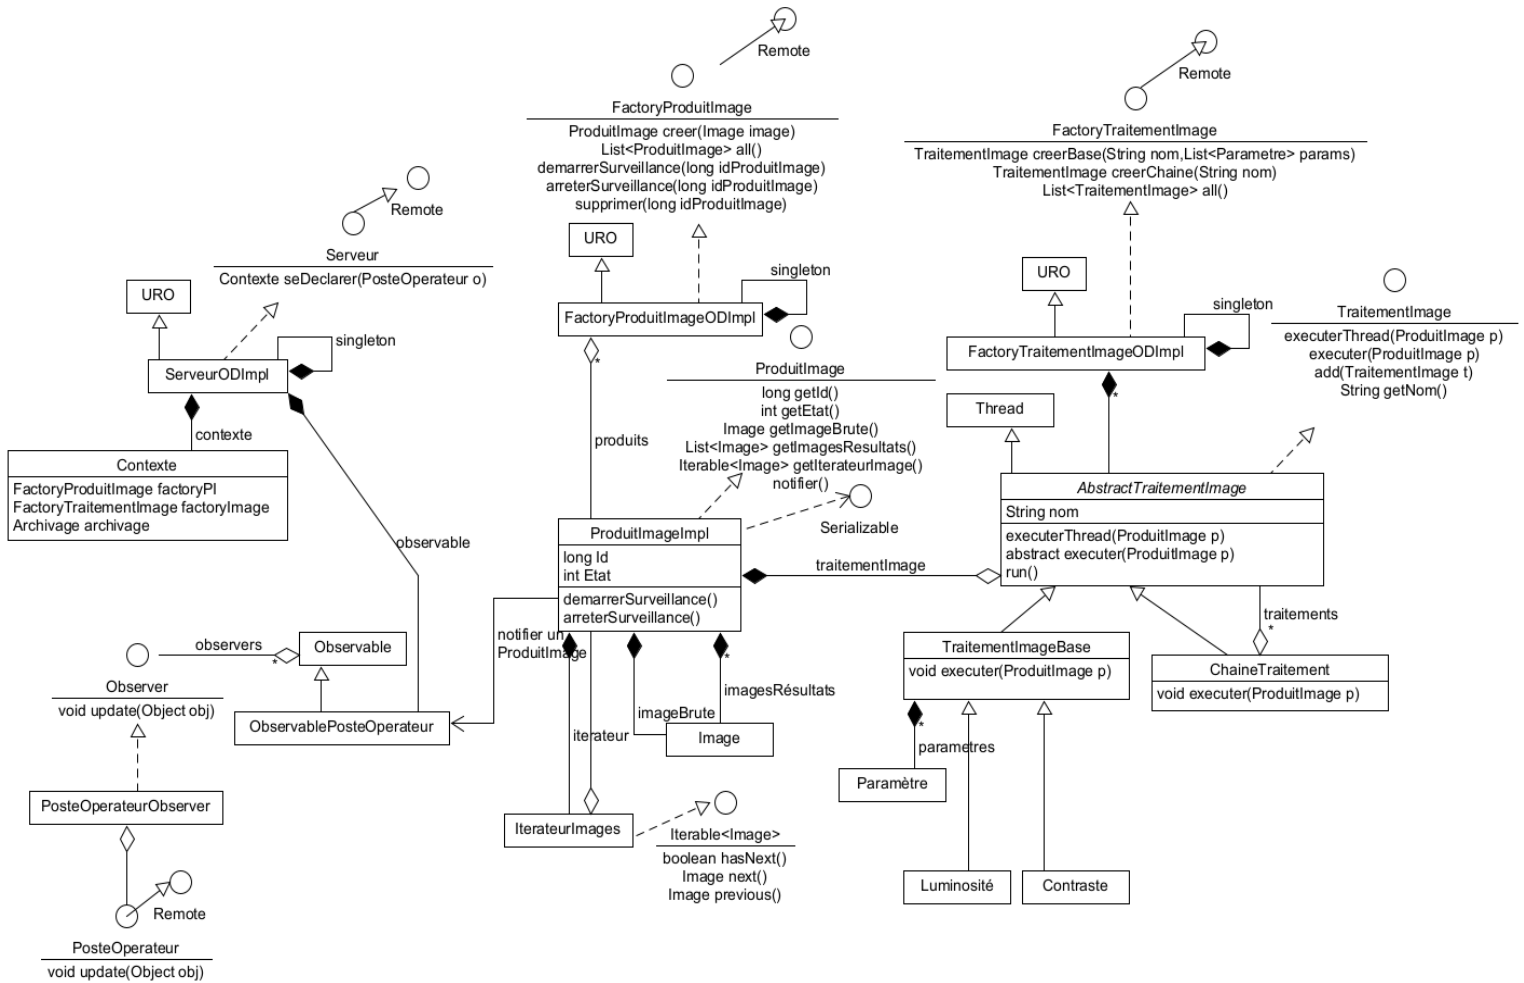 Remote
FactoryProduitImage
ProduitImage creer(Image image)
List<ProduitImage> all()
demarrerSurveillance(long idProduitImage)
arreterSurveillance(long idProduitImage)
supprimer(long idProduitImage)
Remote
FactoryTraitementImage
TraitementImage creerBase(String nom,List<Parametre> params)
TraitementImage creerChaine(String nom)
List<TraitementImage> all()
Remote
Serveur
Contexte seDeclarer(PosteOperateur o)
URO
singleton
ServeurODImpl
contexte
Contexte
FactoryProduitImage factoryPI
FactoryTraitementImage factoryImage
Archivage archivage
observable
URO
singleton
FactoryProduitImageODImpl
*
produits
ProduitImage
long getId()
int getEtat()
Image getImageBrute()
List<Image> getImagesResultats()
Iterable<Image> getIterateurImage()
notifier()
Serializable
ProduitImageImpl
long Id
int Etat
demarrerSurveillance()
arreterSurveillance()
traitementImage
URO
singleton
FactoryTraitementImageODImpl
*
TraitementImage
executerThread(ProduitImage p)
executer(ProduitImage p)
add(TraitementImage t)
String getNom()
Thread
AbstractTraitementImage
String nom
executerThread(ProduitImage p)
abstract executer(ProduitImage p)
run()
traitements
*
TraitementImageBase
void executer(ProduitImage p)
ChaineTraitement
void executer(ProduitImage p)
*
parametres
Paramètre
Luminosité
Contraste
notifier un
ProduitImage
observers
*
Observable
Observer
void update(Object obj)
ObservablePosteOperateur
PosteOperateurObserver
Remote
PosteOperateur
void update(Object obj)
*
imagesRésultats
imageBrute
Image
iterateur
IterateurImages
Iterable<Image>
boolean hasNext()
Image next()
Image previous()